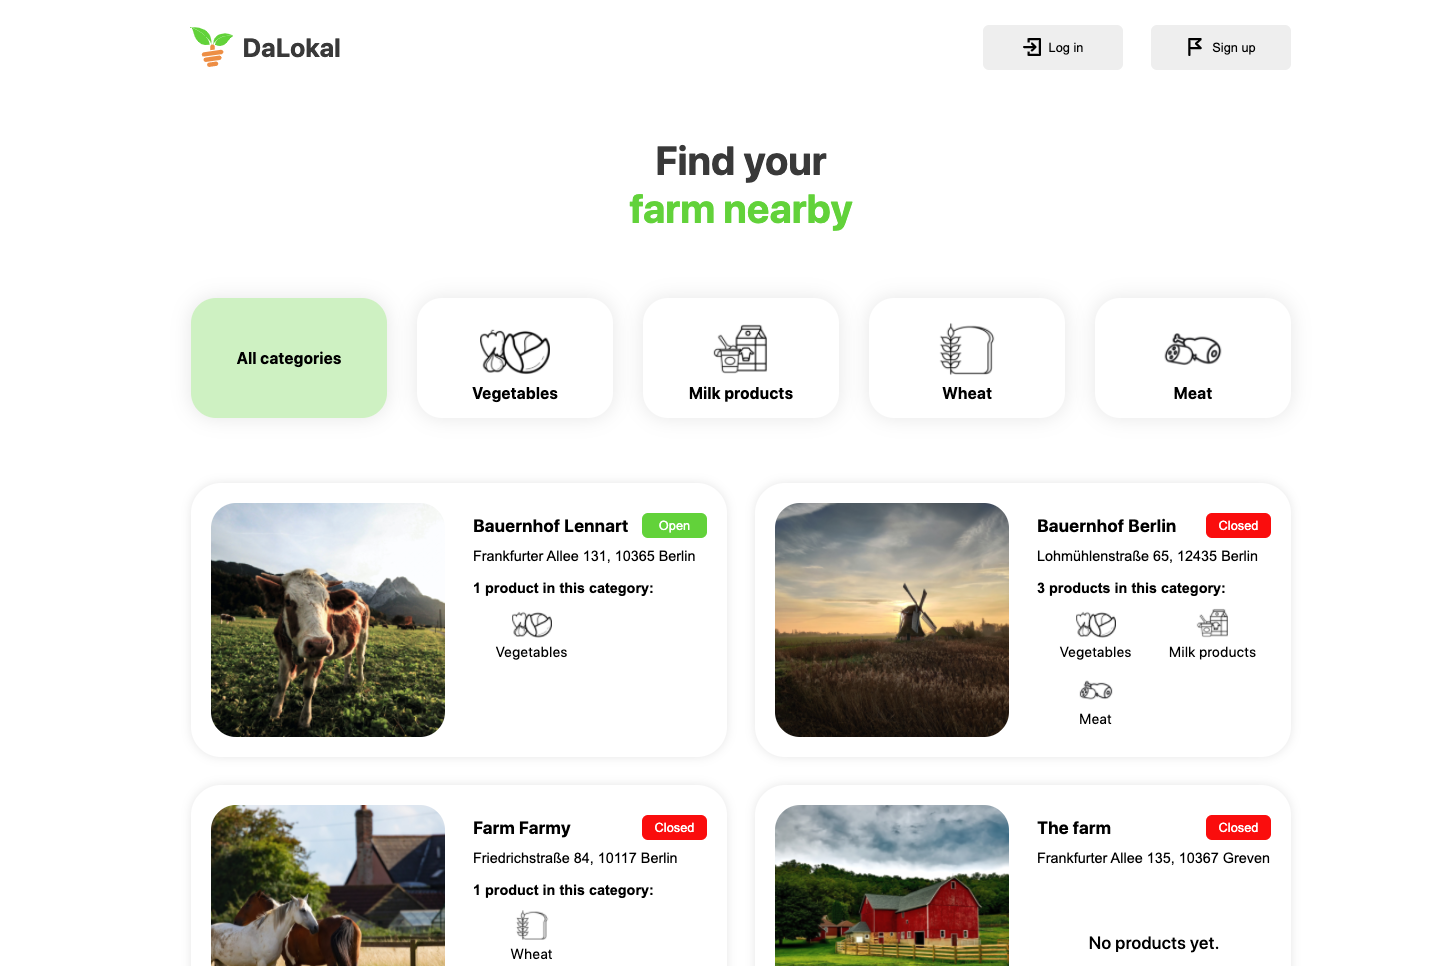 DaLokal
Log in
Sign up
Find your
farm nearby
All categories
Vegetables
Milk products
Wheat
Meat
Bauernhof Lennart
Open
Frankfurter Allee 131, 10365 Berlin
1 product in this category:
Vegetables
Bauernhof Berlin
Closed
Lohmühlenstraße 65, 12435 Berlin
3 products in this category:
Vegetables
Milk products
Meat
Farm Farmy
Closed
Friedrichstraße 84, 10117 Berlin
1 product in this category:
Wheat
The farm
Closed
Frankfurter Allee 135, 10367 Greven
No products yet.